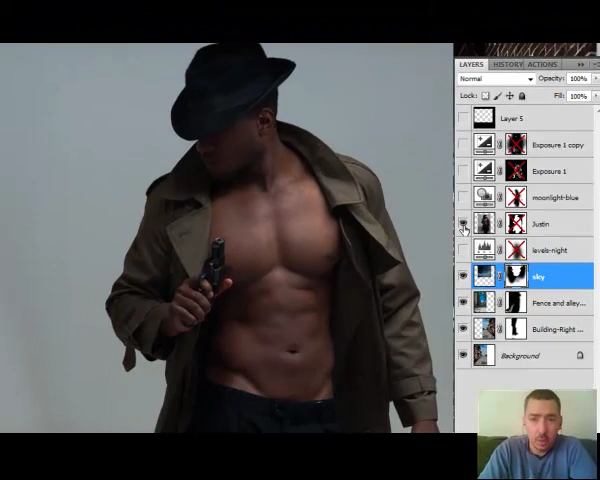 LAYERS HISTORY ACTIONS
Normal Opacity: 100%
Lock: Fill: 100%
Layer 5
Exposure 1 copy
Exposure 1
moonlight-blue
Justin
levels-night
sky
Fence and alley...
Building-Right ...
Background